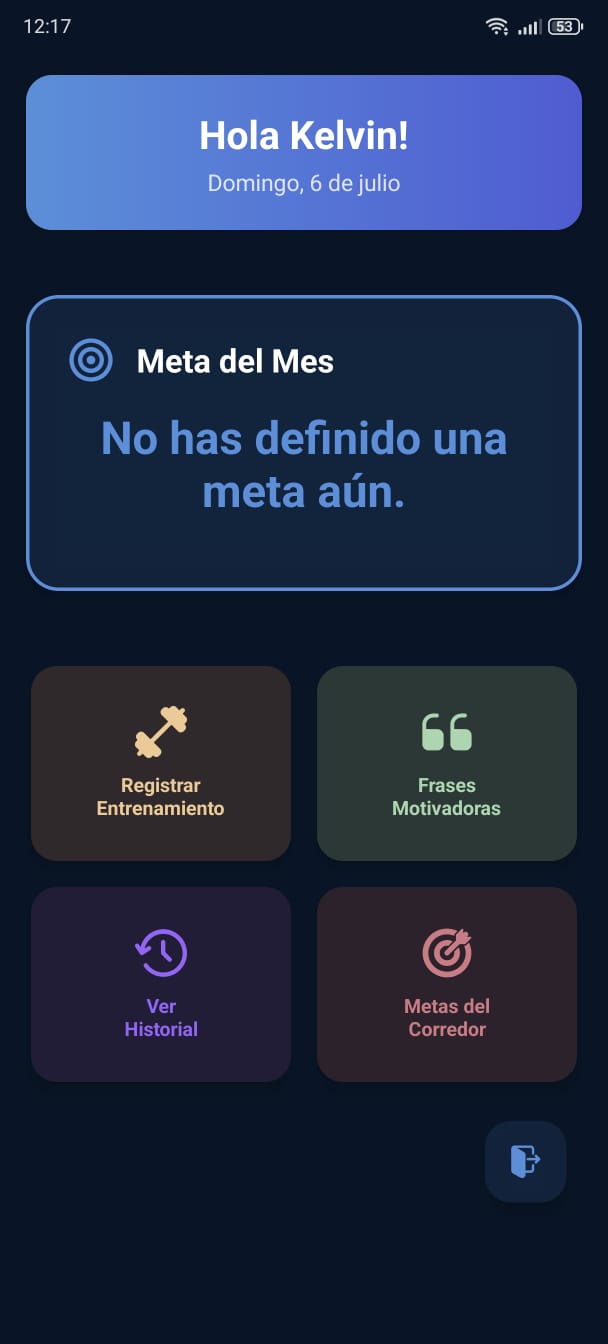 12:17
53
Hola Kelvin!
Domingo, 6 de julio
Meta del Mes
No has definido una
meta aún.
Registrar
Entrenamiento
Frases
Motivadoras
Ver
Historial
Metas del
Corredor